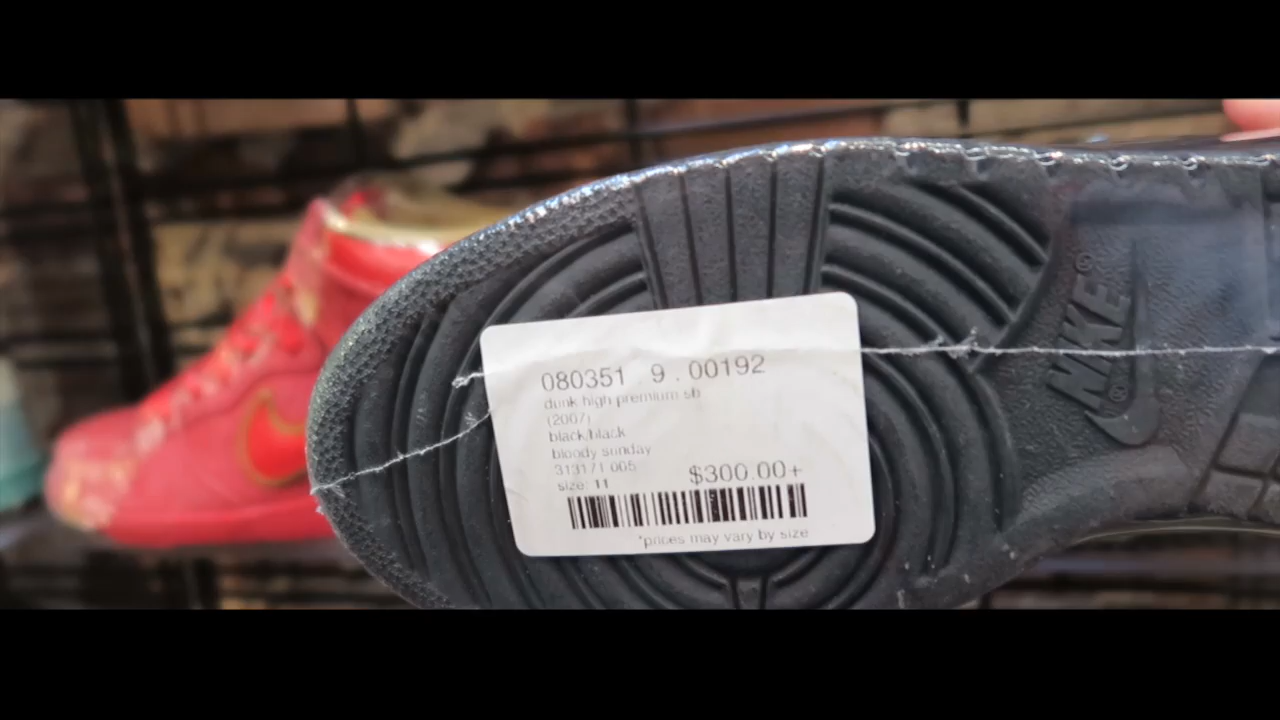 080351 9.00192
dunk high premium sb
(2007)
black/black
bloody sunday
313171 005
size: 11
$300.00+
*prices may vary by size
NIKE®
®